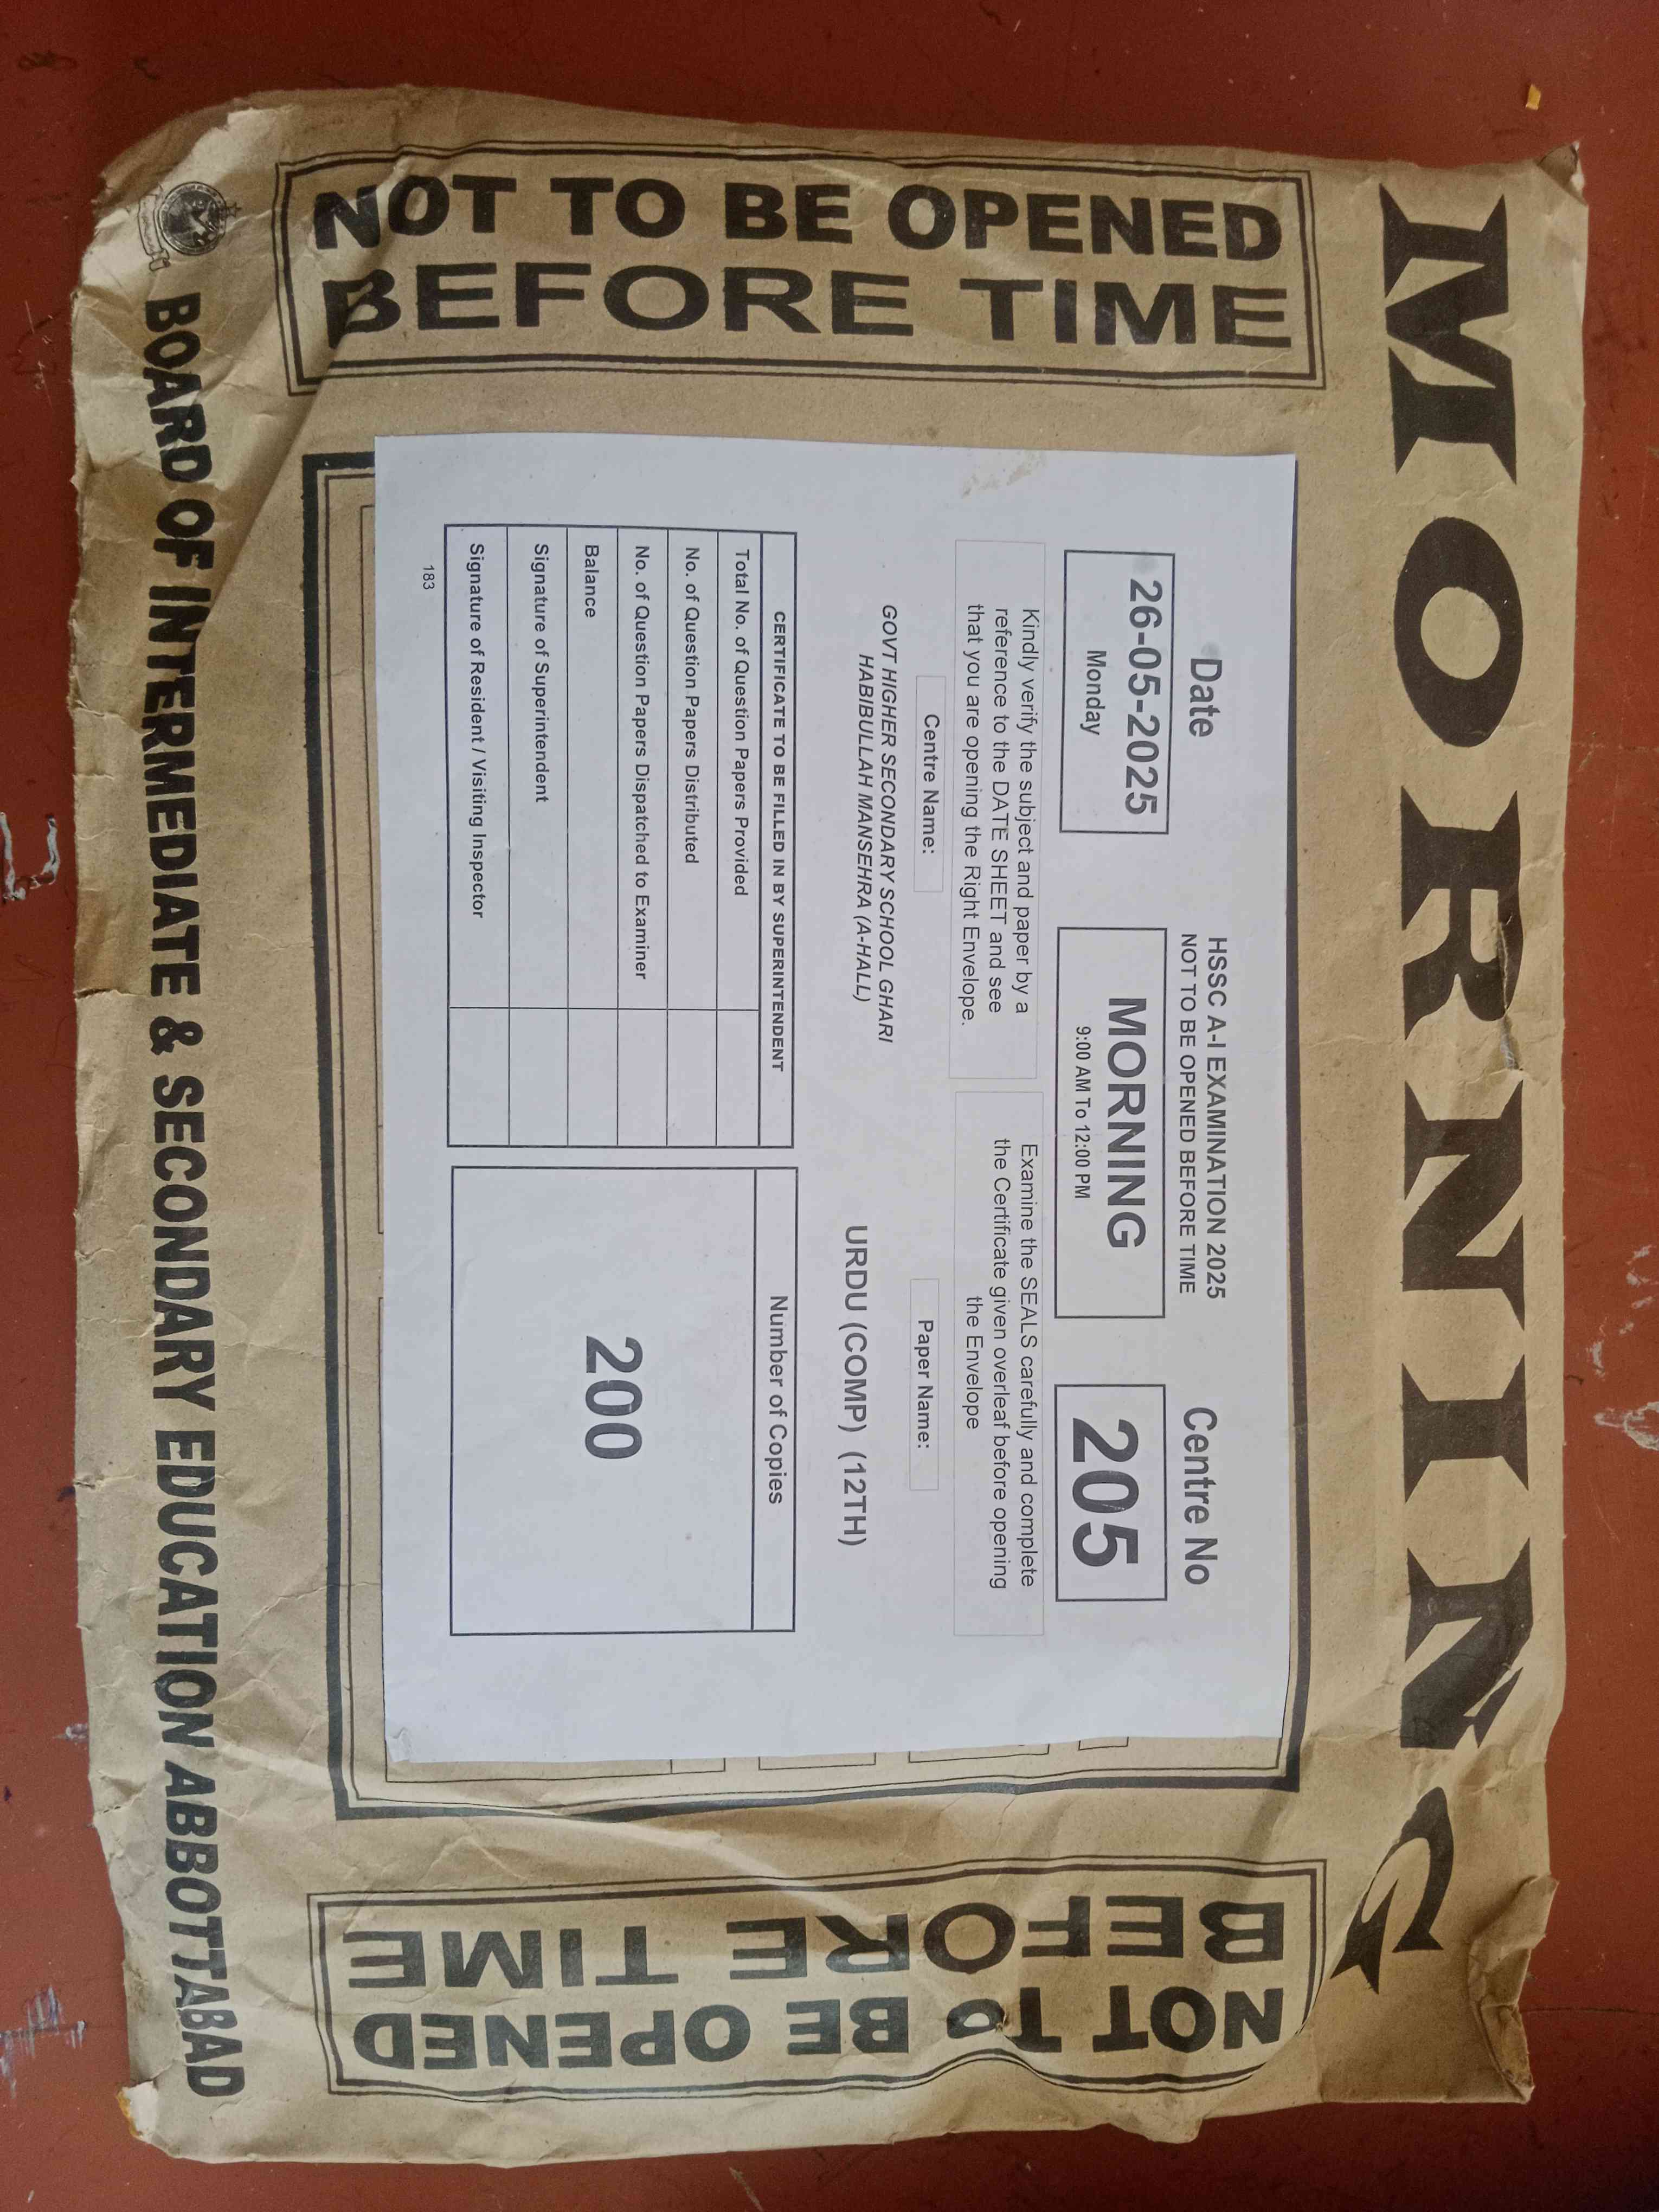 MORNING
NOT TO BE OPENED
BEFORE TIME
Date
26-05-2025
Monday
HSSC A-I EXAMINATION 2025
NOT TO BE OPENED BEFORE TIME
MORNING
9:00 AM To 12:00 PM
Centre No
205
Kindly verify the subject and paper by a
reference to the DATE SHEET and see
that you are opening the Right Envelope.
Examine the SEALS carefully and complete
the Certificate given overleaf before opening
the Envelope
Centre Name:
GOVT HIGHER SECONDARY SCHOOL GHARI
HABIBULLAH MANSEHRA (A-HALL)
Paper Name:
URDU (COMP) (12TH)
CERTIFICATE TO BE FILLED IN BY SUPERINTENDENT
Total No. of Question Papers Provided
No. of Question Papers Distributed
No. of Question Papers Dispatched to Examiner
Balance
Signature of Superintendent
Signature of Resident / Visiting Inspector
Number of Copies
200
183
NOT TO BE OPENED
BEFORE TIME
BOARD OF INTERMEDIATE & SECONDARY EDUCATION ABBOTTABAD